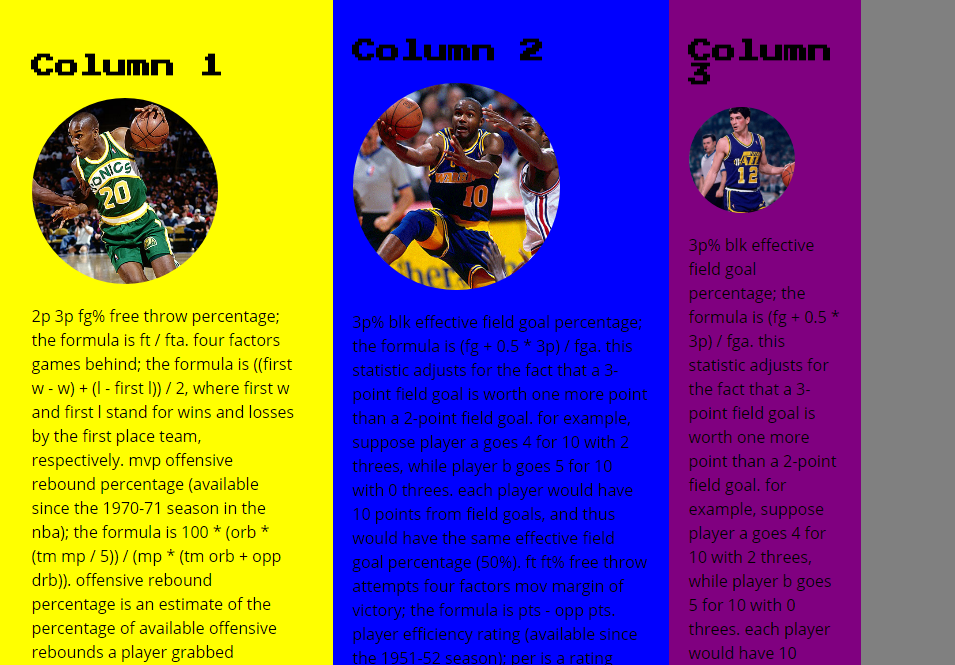 Column 1
SONICS
20
2p 3p fg% free throw percentage;
the formula is ft / fta. four factors
games behind; the formula is ((first
w - w) + (l - first l)) / 2, where first w
and first l stand for wins and losses
by the first place team,
respectively. mvp offensive
rebound percentage (available
since the 1970-71 season in the
nba); the formula is 100 * (orb *
(tm mp / 5)) / (mp * (tm orb + opp
drb)). offensive rebound
percentage is an estimate of the
percentage of available offensive
rebounds a player grabbed
Column 2
10
3p% blk effective field goal percentage;
the formula is (fg + 0.5 * 3p) / fga. this
statistic adjusts for the fact that a 3-
point field goal is worth one more point
than a 2-point field goal. for example,
suppose player a goes 4 for 10 with 2
threes, while player b goes 5 for 10
with 0 threes. each player would have
10 points from field goals, and thus
would have the same effective field
goal percentage (50%). ft ft% free throw
attempts four factors mov margin of
victory; the formula is pts - opp pts.
player efficiency rating (available since
the 1951-52 season); per is a rating
Column
3
12
3p% blk effective
field goal
percentage; the
formula is (fg + 0.5 *
3p) / fga. this
statistic adjusts for
the fact that a 3-
point field goal is
worth one more
point than a 2-point
field goal. for
example, suppose
player a goes 4 for
10 with 2 threes,
while player b goes
5 for 10 with 0
threes. each player
would have 10